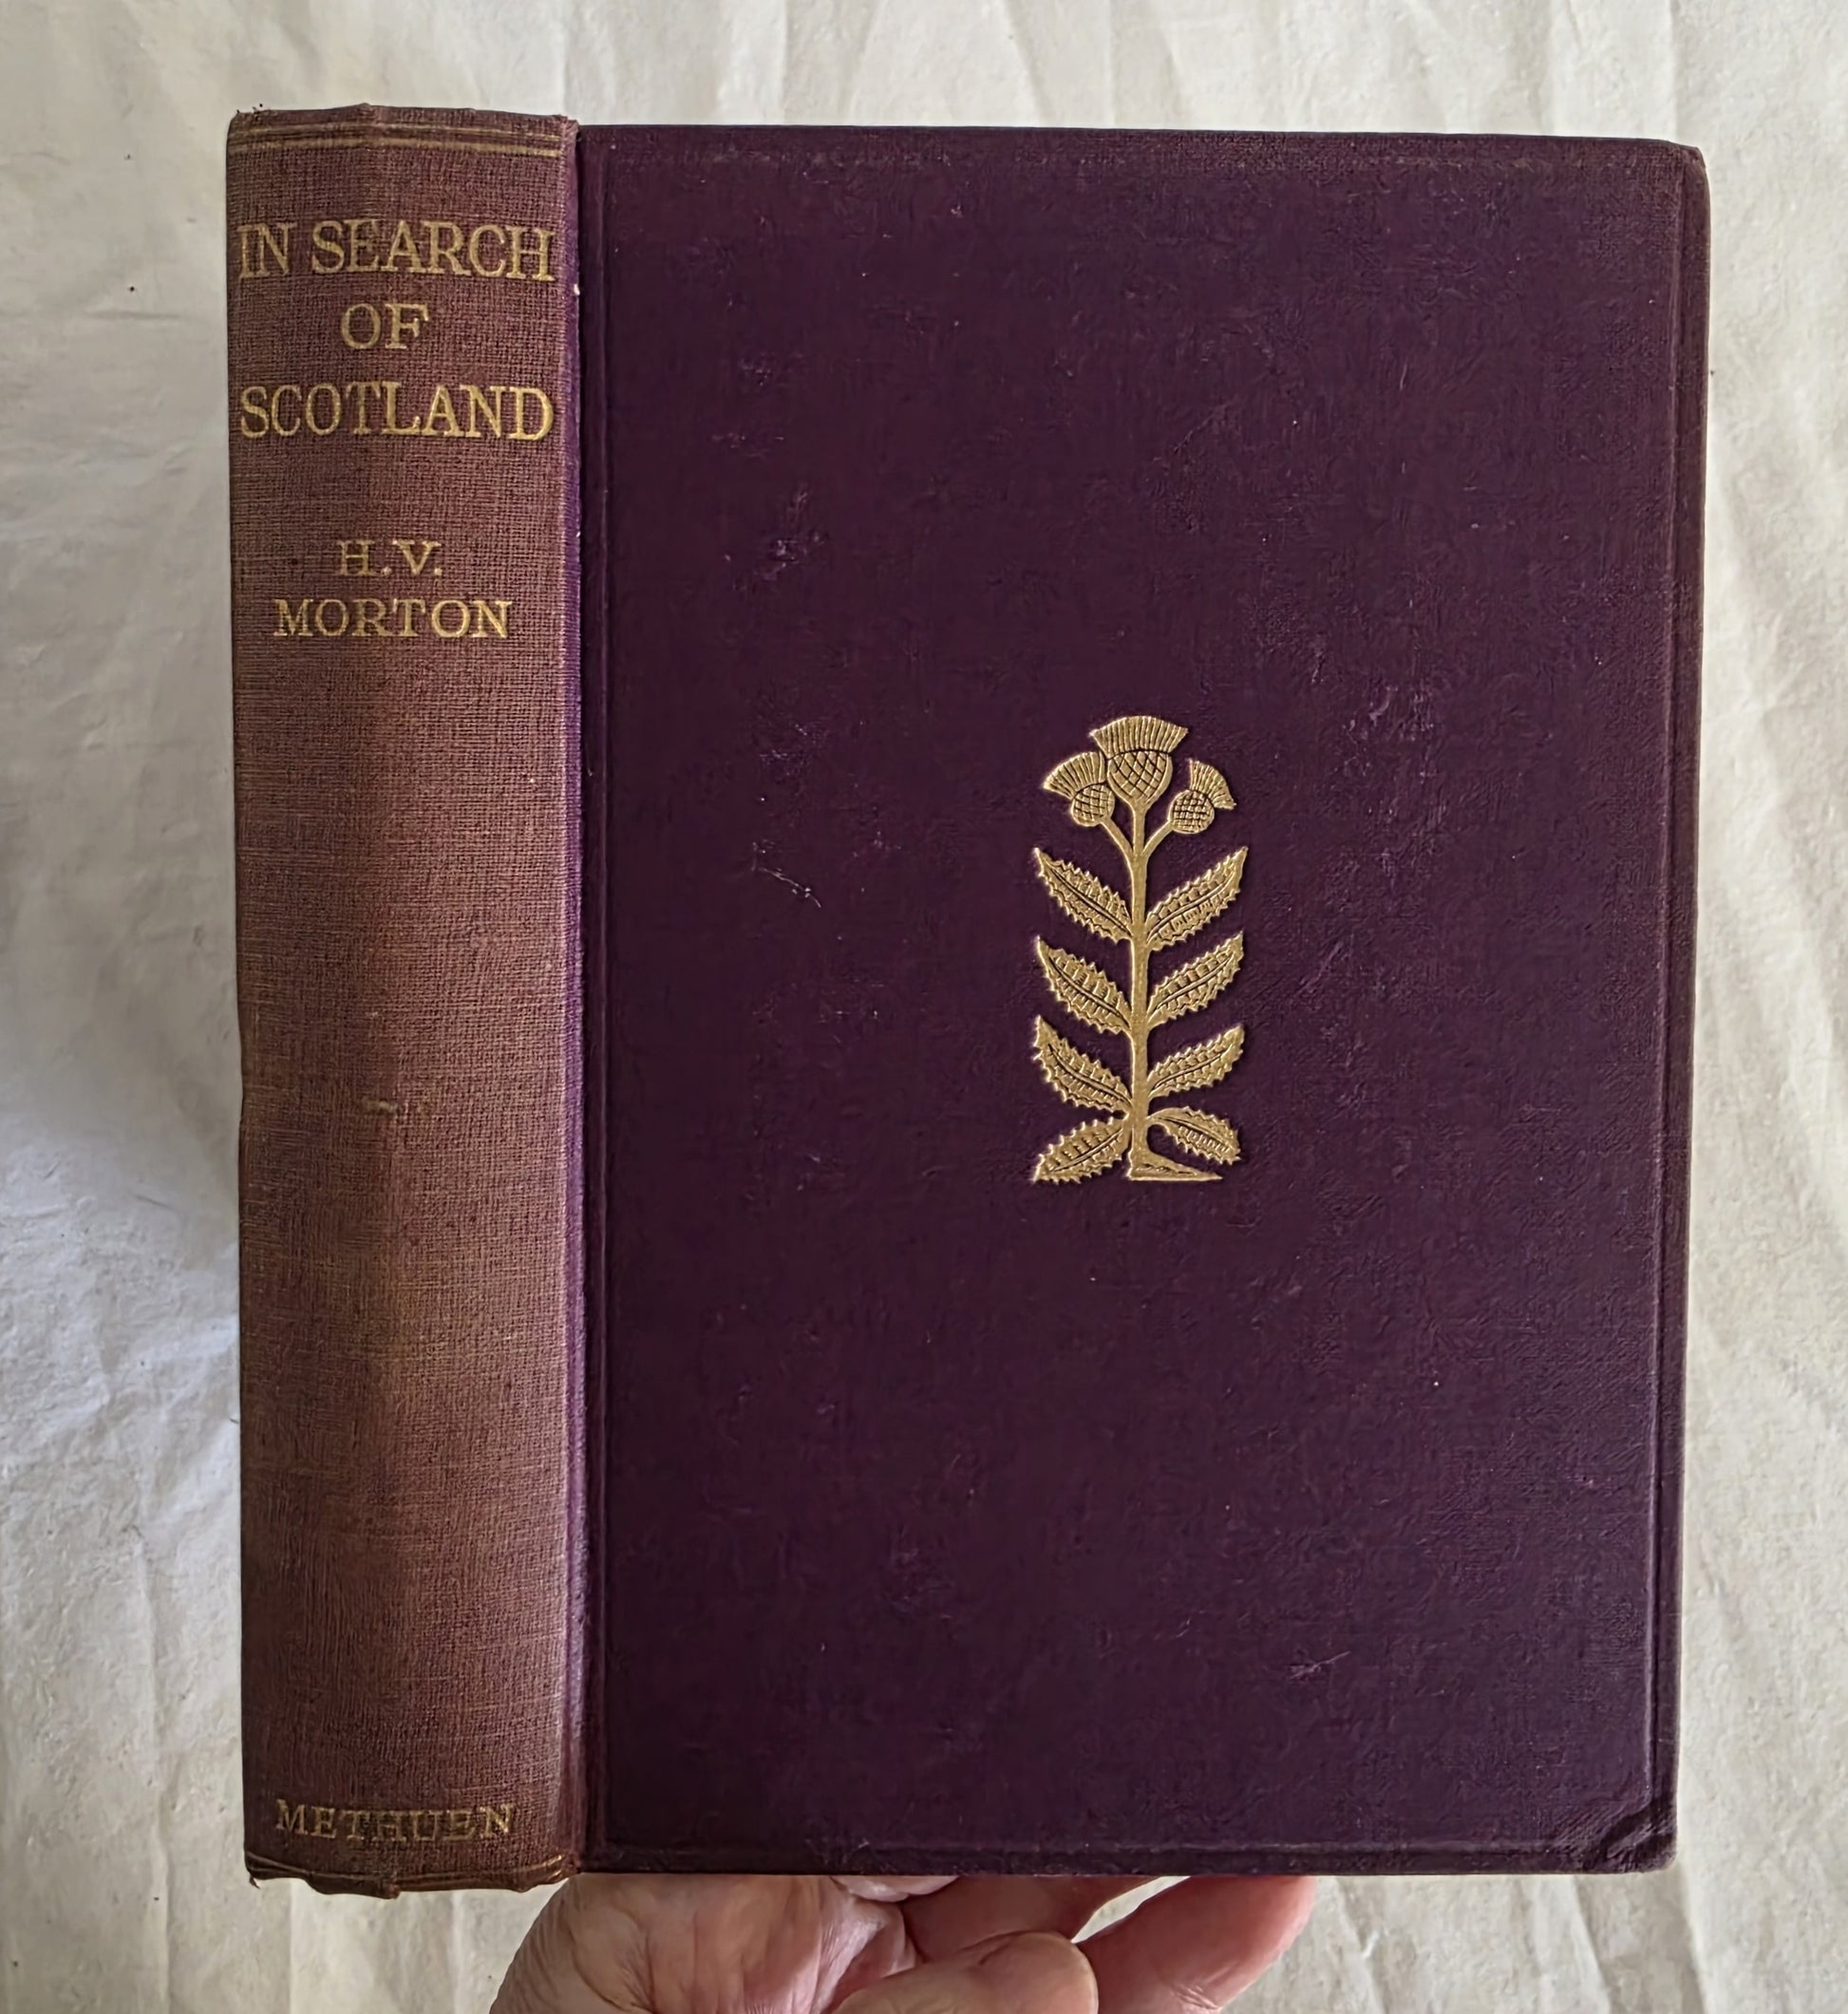 IN SEARCH
OF
SCOTLAND
H.V.
MORTON
METHUEN